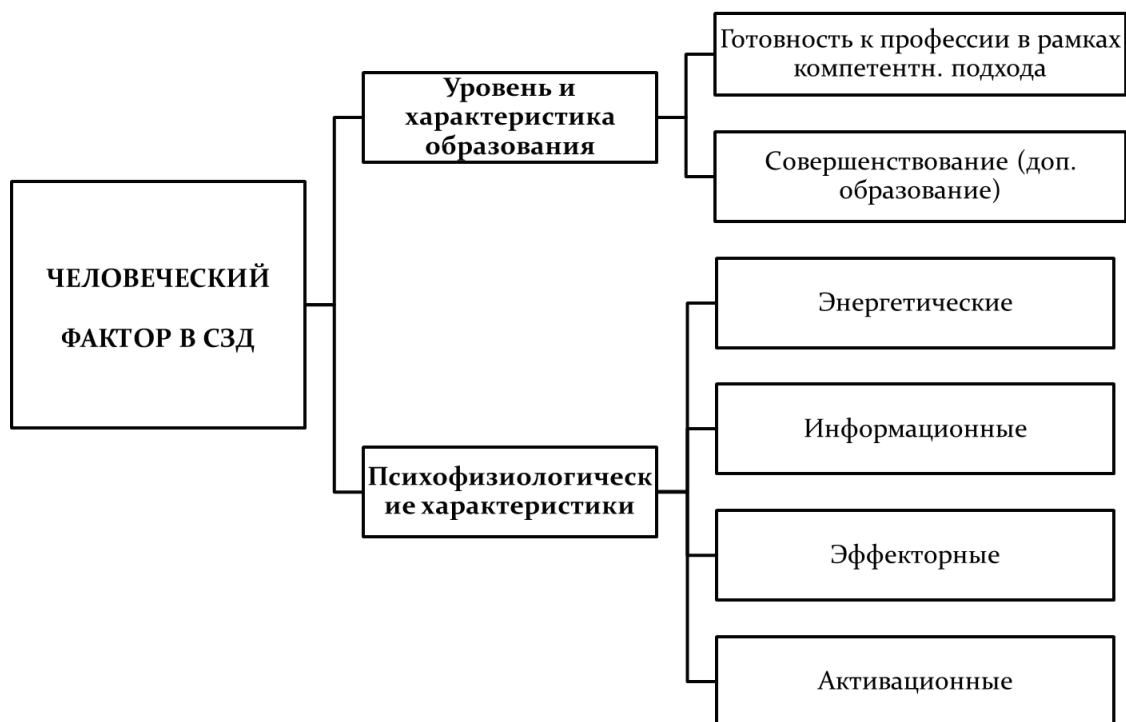 ЧЕЛОВЕЧЕСКИЙ
ФАКТОР В СЗД
Уровень и
характеристика
образования
Готовность к профессии в рамках
компетентн. подхода
Совершенствование (доп.
образование)
Психофизиологическ
ие характеристики
Энергетические
Информационные
Эффекторные
Активационные